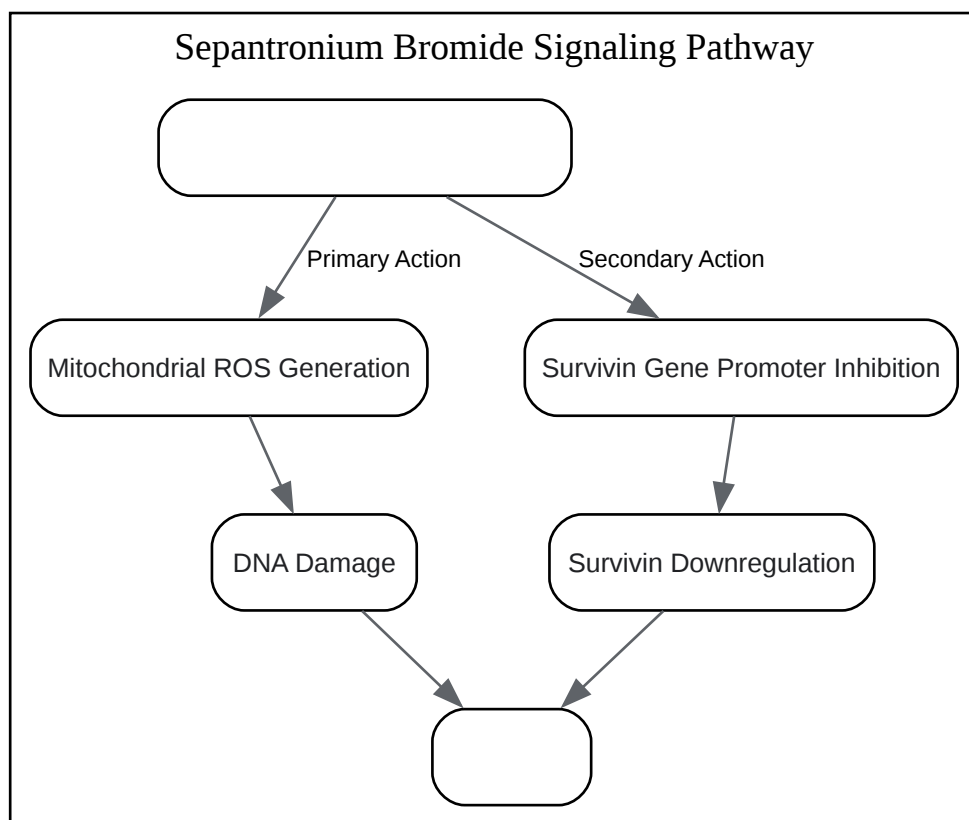 Sepantronium Bromide Signaling Pathway
Primary Action
Secondary Action
Mitochondrial ROS Generation
Survivin Gene Promoter Inhibition
DNA Damage
Survivin Downregulation